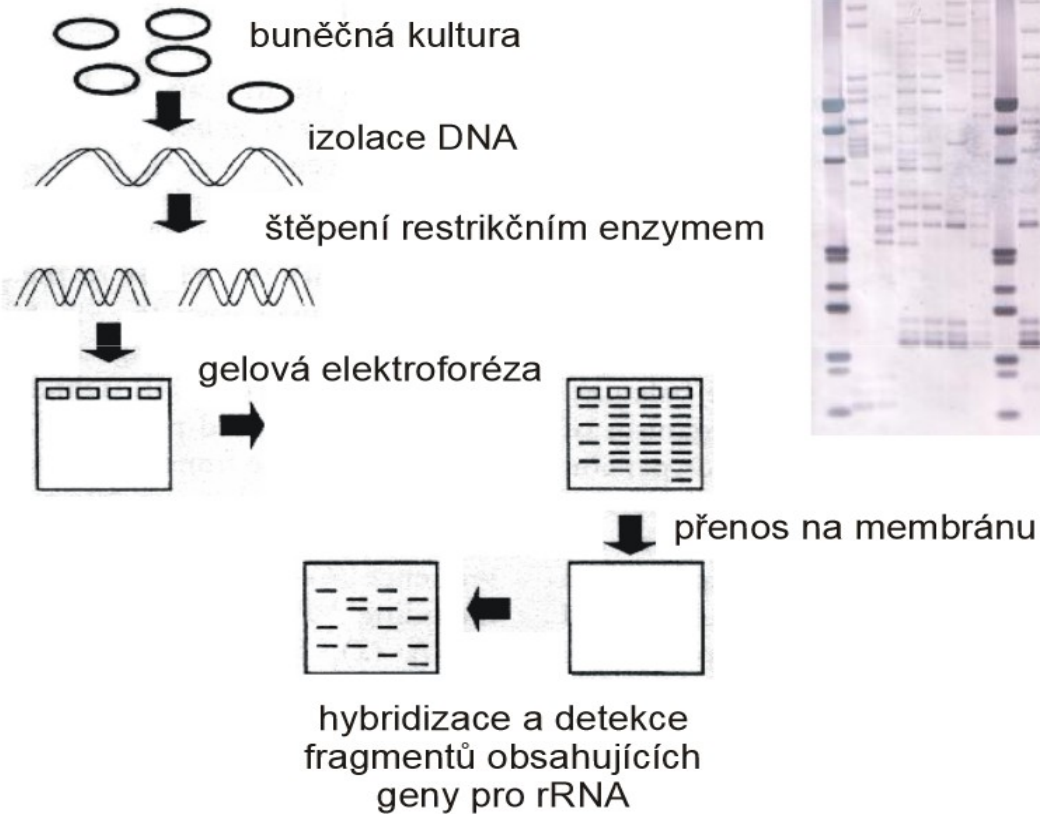 buněčná kultura
izolace DNA
štěpení restrikčním enzymem
gelová elektroforéza
přenos na membránu
hybridizace a detekce
fragmentů obsahujících
geny pro rRNA